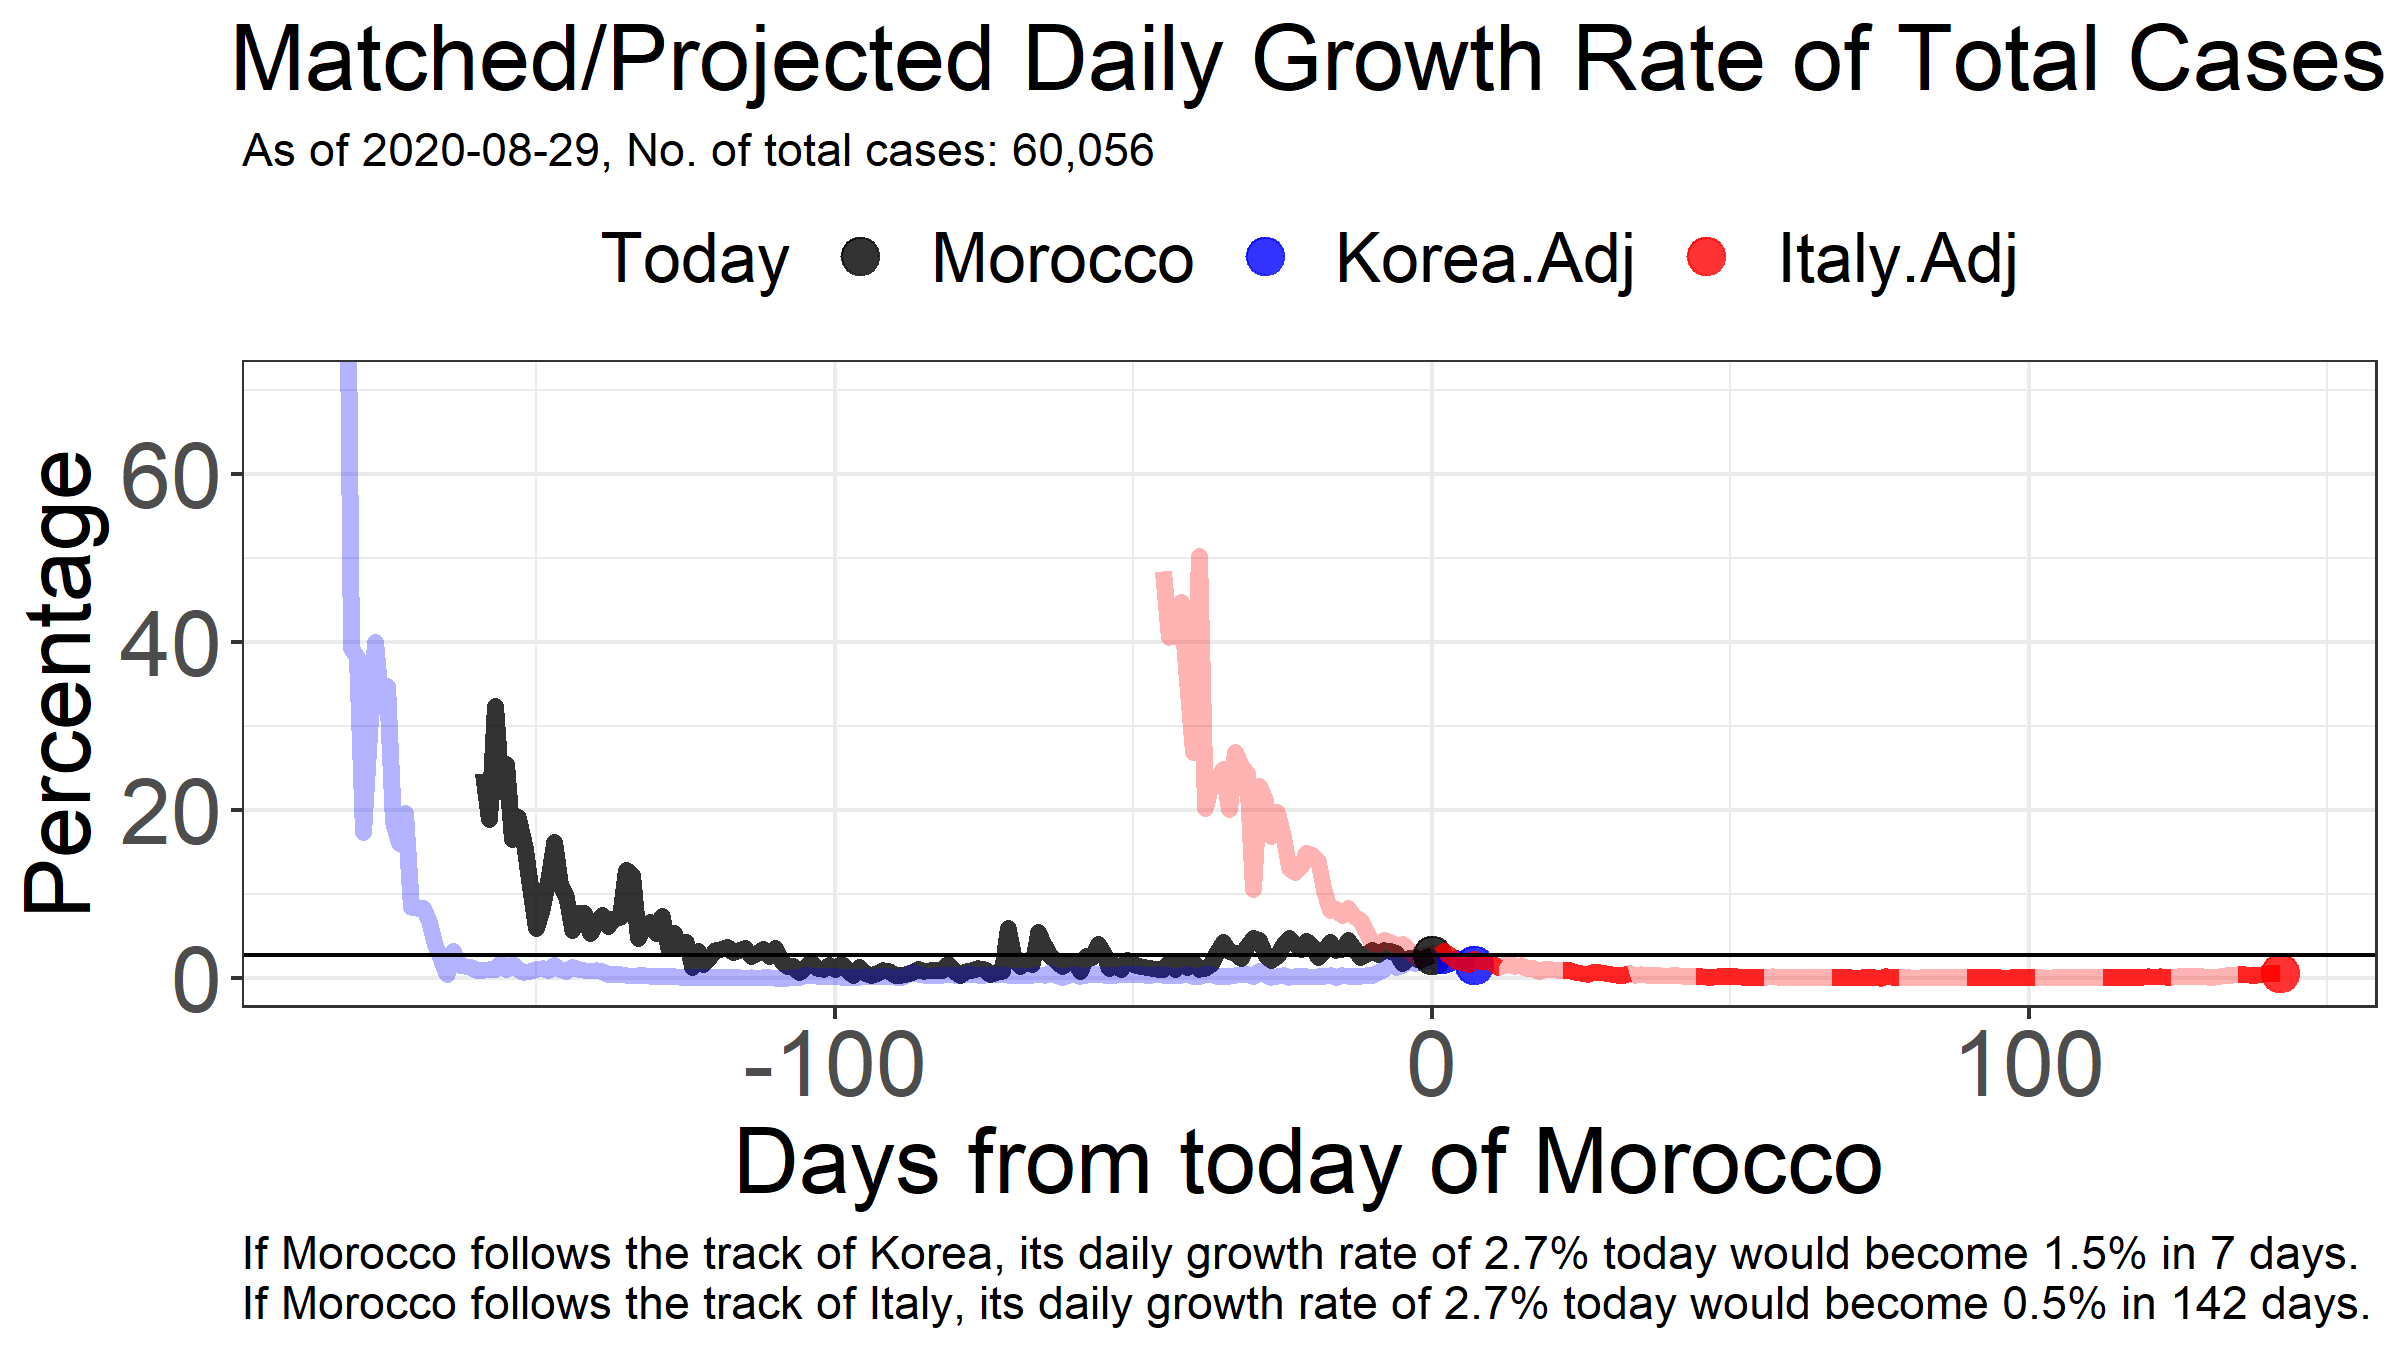 Matched/Projected Daily Growth Rate of Total Cases
As of 2020-08-29, No. of total cases: 60,056
Today Morocco Korea.Adj Italy.Adj
Percentage
60
40
20
0
-100 0 100
Days from today of Morocco
If Morocco follows the track of Korea, its daily growth rate of 2.7% today would become 1.5% in 7 days.
If Morocco follows the track of Italy, its daily growth rate of 2.7% today would become 0.5% in 142 days.